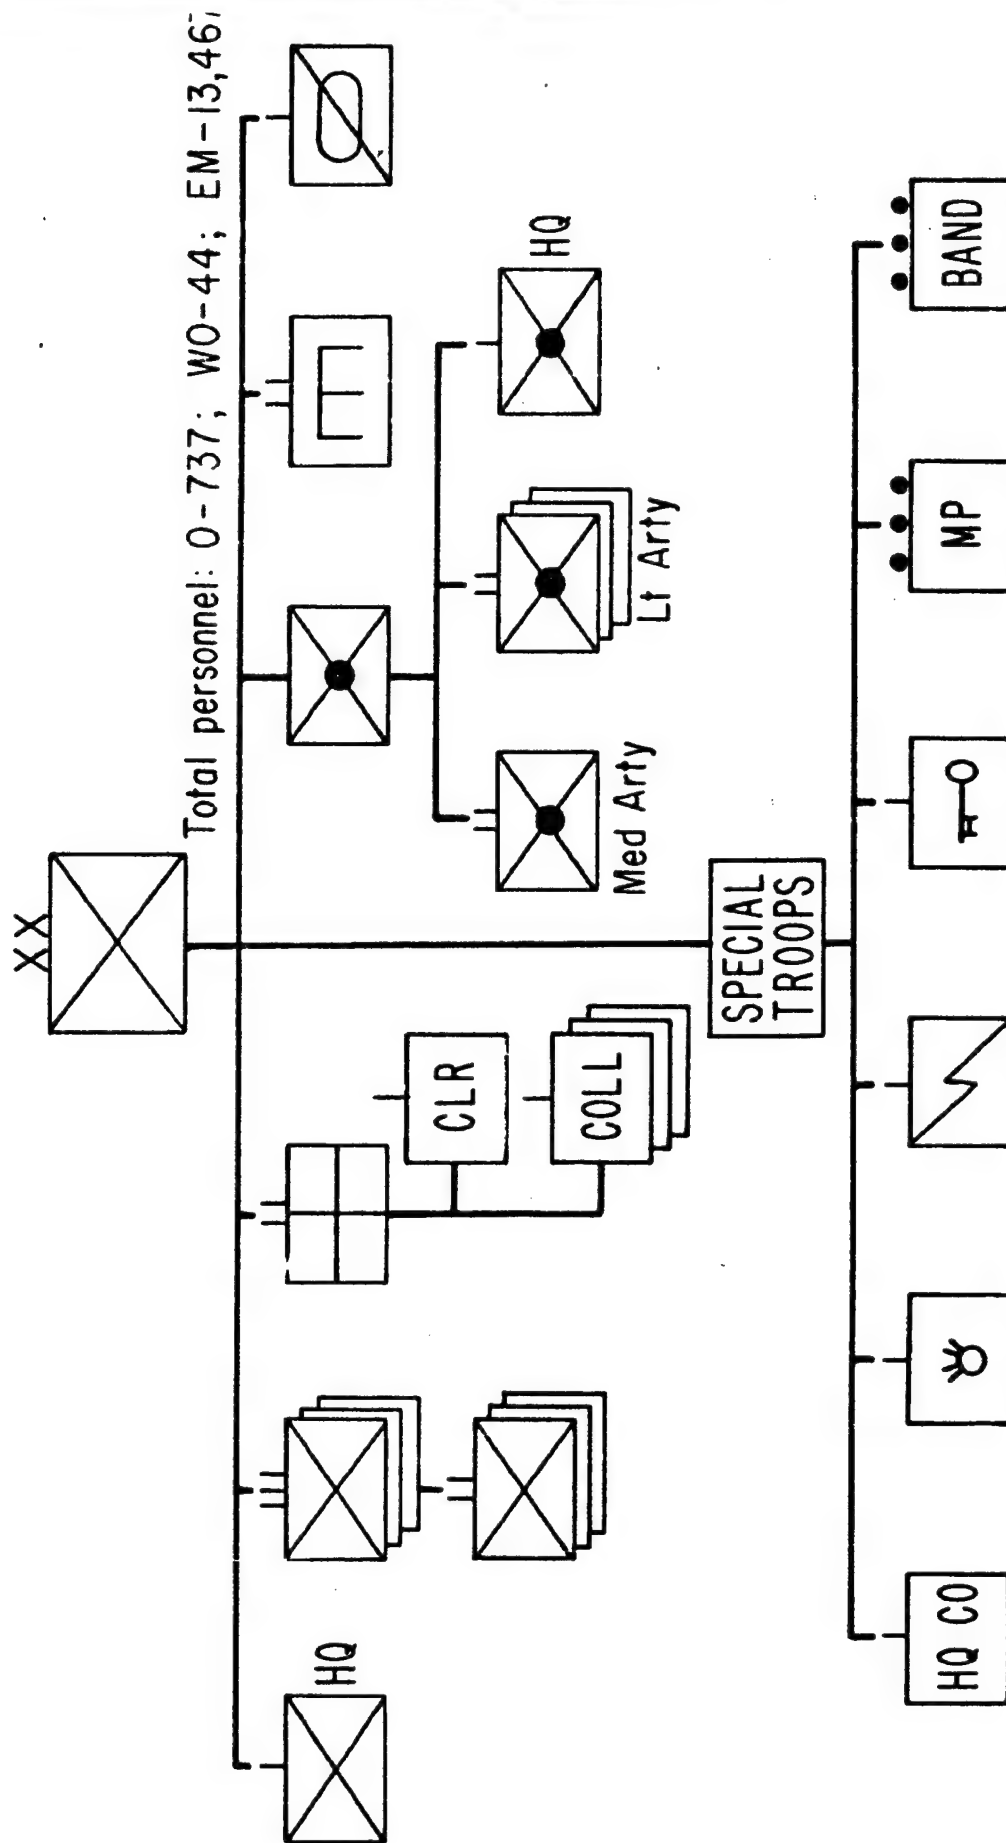 XX
Total personnel: O-737; WO-44; EM-13,467
HQ
CLR
COLL
HQ
Med Arty
Lt Arty
SPECIAL
TROOPS
HQ CO
MP
BAND